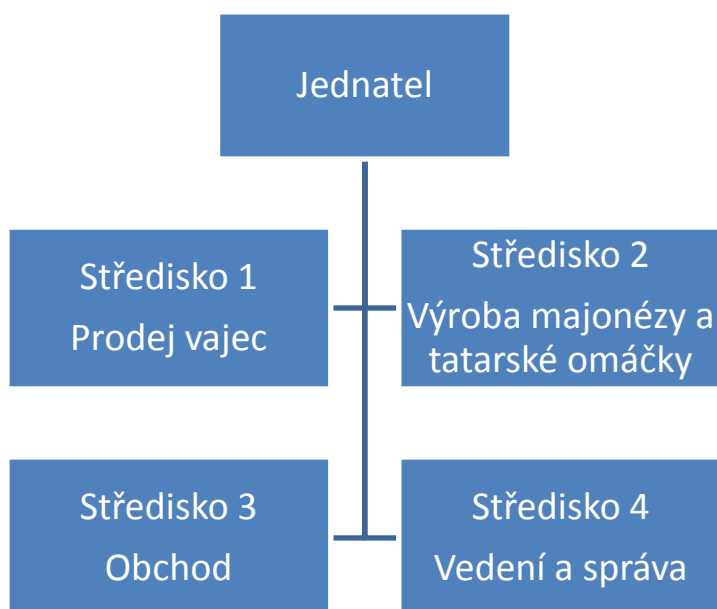 Jednatel
Středisko 1
Prodej vajec
Středisko 2
Výroba majonézy a
tatarské omáčky
Středisko 3
Obchod
Středisko 4
Vedení a správa